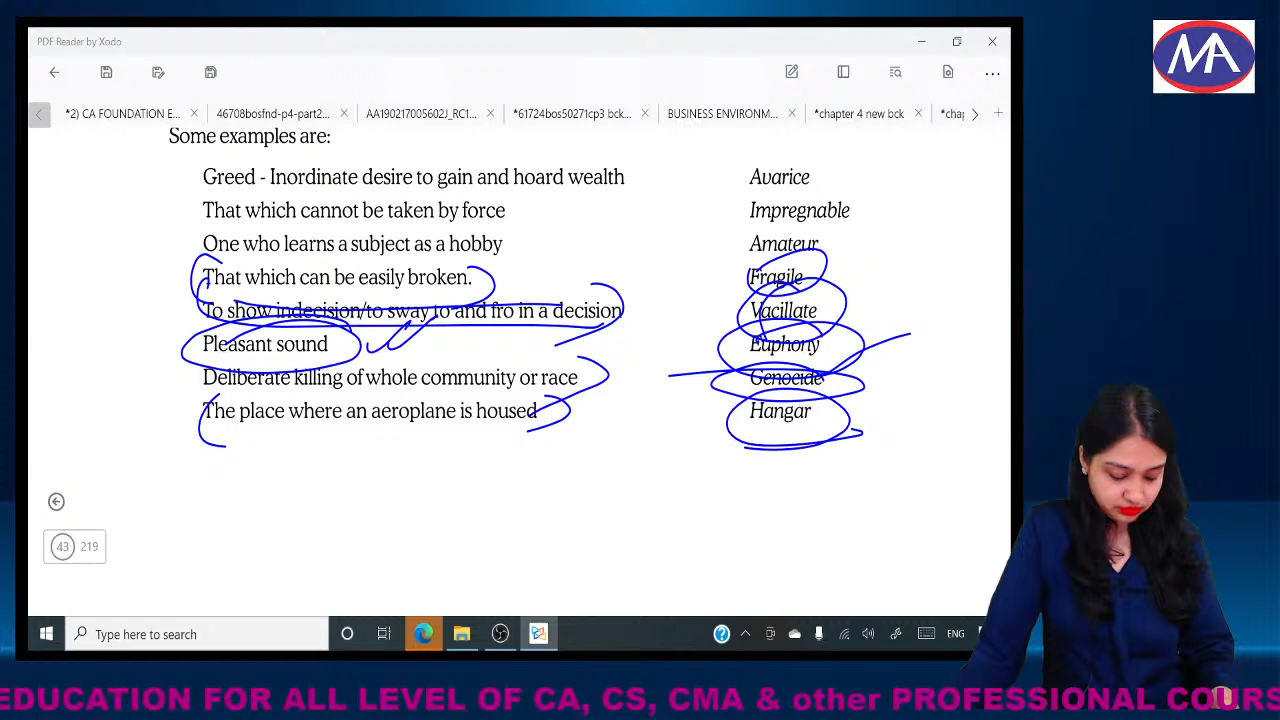 PDF Reader by Xodo
*2) CA FOUNDATION E...
46708bosfnd-p4-part2...
AA190217005602J_RC1...
*61724bos50271cp3 bck...
BUSINESS ENVIRONM...
*chapter 4 new bck
*chap
MA
Some examples are:
Greed - Inordinate desire to gain and hoard wealth Avarice
That which cannot be taken by force Impregnable
One who learns a subject as a hobby Amateur
That which can be easily broken. Fragile
To show indecision/to sway to and fro in a decision Vacillate
Pleasant sound Euphony
Deliberate killing of whole community or race Genocide
The place where an aeroplane is housed Hangar
43 219
Type here to search
ENG
EDUCATION FOR ALL LEVEL OF CA, CS, CMA & other PROFESSIONAL COURS